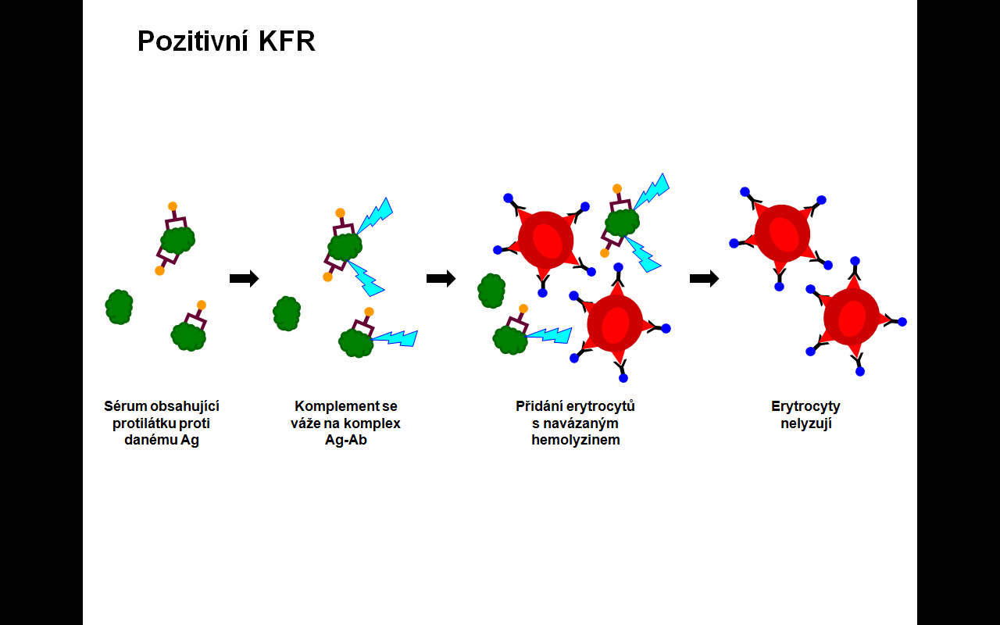 Pozitivní KFR
Sérum obsahující
protilátku proti
danému Ag
Komplement se
váže na komplex
Ag-Ab
Přidání erytrocytů
s navázaným
hemolyzinem
Erytrocyty
nelyzují